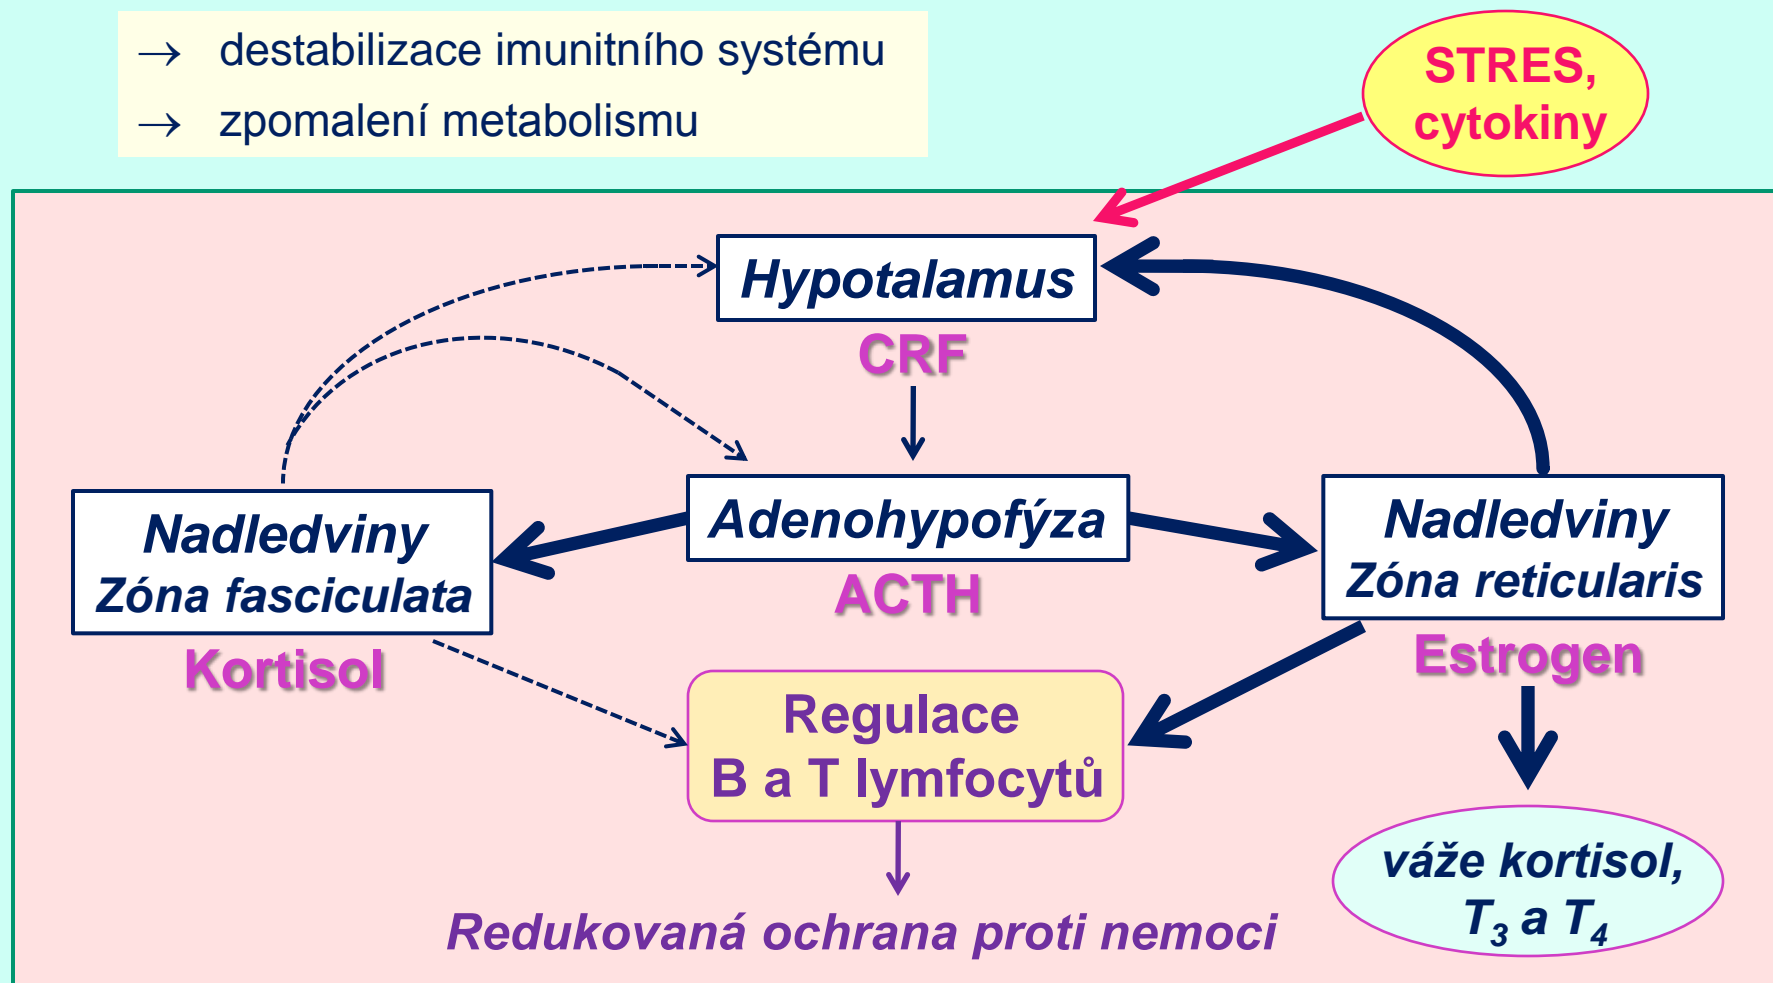 → destabilizace imunitního systému
→ zpomalení metabolismu
STRES,
cytokiny
Hypotalamus
CRF
Nadledviny
Zóna fasciculata
Kortisol
Adenohypofýza
ACTH
Nadledviny
Zóna reticularis
Estrogen
Regulace
B a T lymfocytů
váže kortisol,
T3 a T4
Redukovaná ochrana proti nemoci